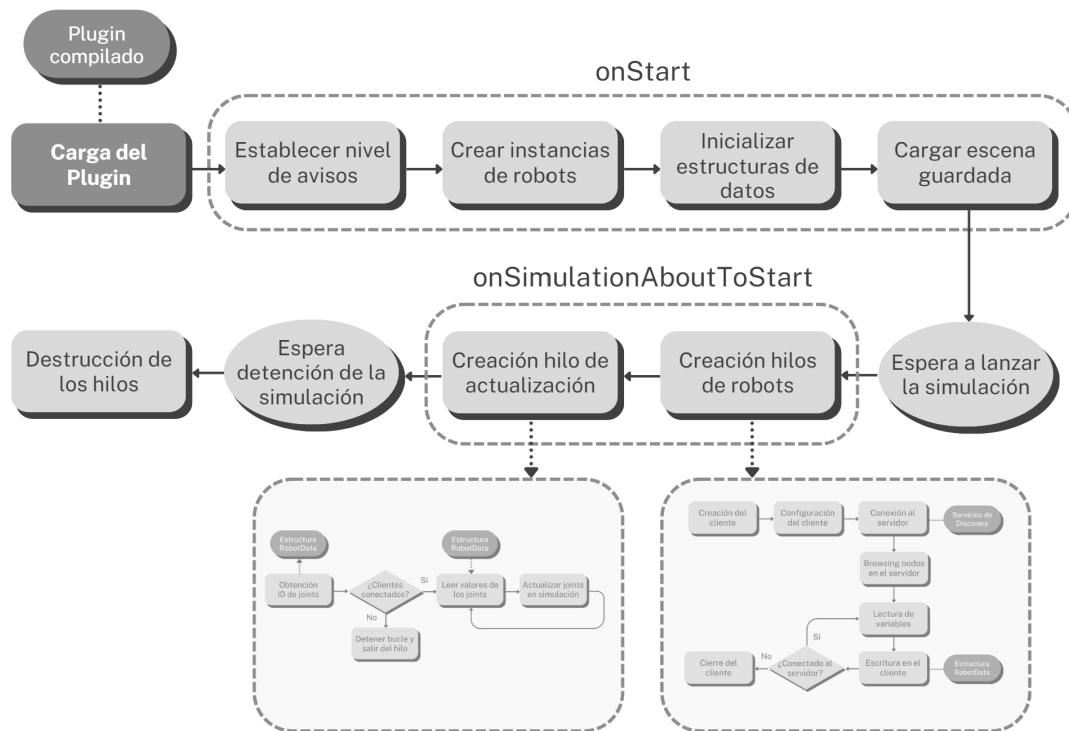 Plugin
compilado
onStart
Carga del
Plugin
Establecer nivel
de avisos
Crear instancias
de robots
Inicializar
estructuras de
datos
Cargar escena
guardada
onSimulationAboutToStart
Destrucción de
los hilos
Espera
detención de la
simulación
Creación hilo de
actualización
Creación hilos
de robots
Espera a lanzar
la simulación
Estructura
RobotData
Estructura
RobotData
Obtención
ID de joints
¿Clientes
conectados?
Sí
Leer valores de
los joints
Actualizar joints
en simulación
No
Detener bucle y
salir del hilo
Creación del
cliente
Configuración
del cliente
Conexión al
servidor
Servicios de
Discovery
Browsing nodos
en el servidor
Lectura de
variables
Sí
Cierre del
cliente
No
¿Conectado al
servidor?
Escritura en el
cliente
Estructura
RobotData